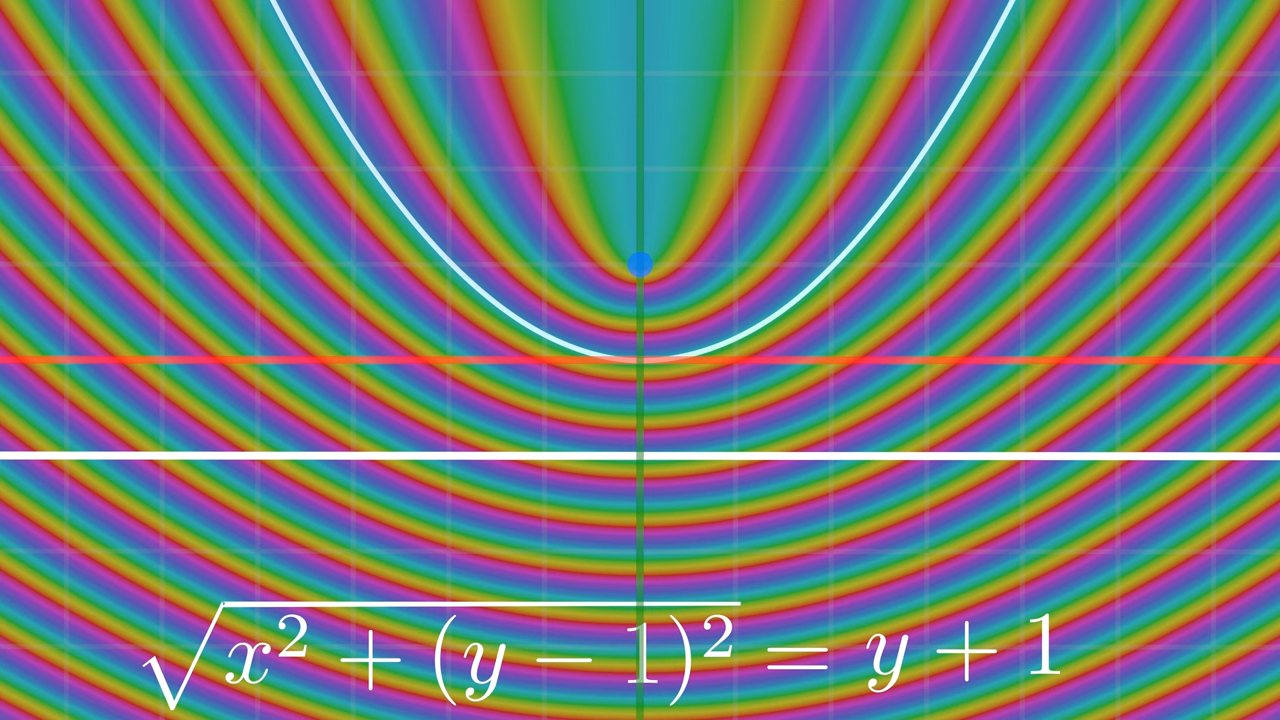 √x² + (y − 1)² = y + 1